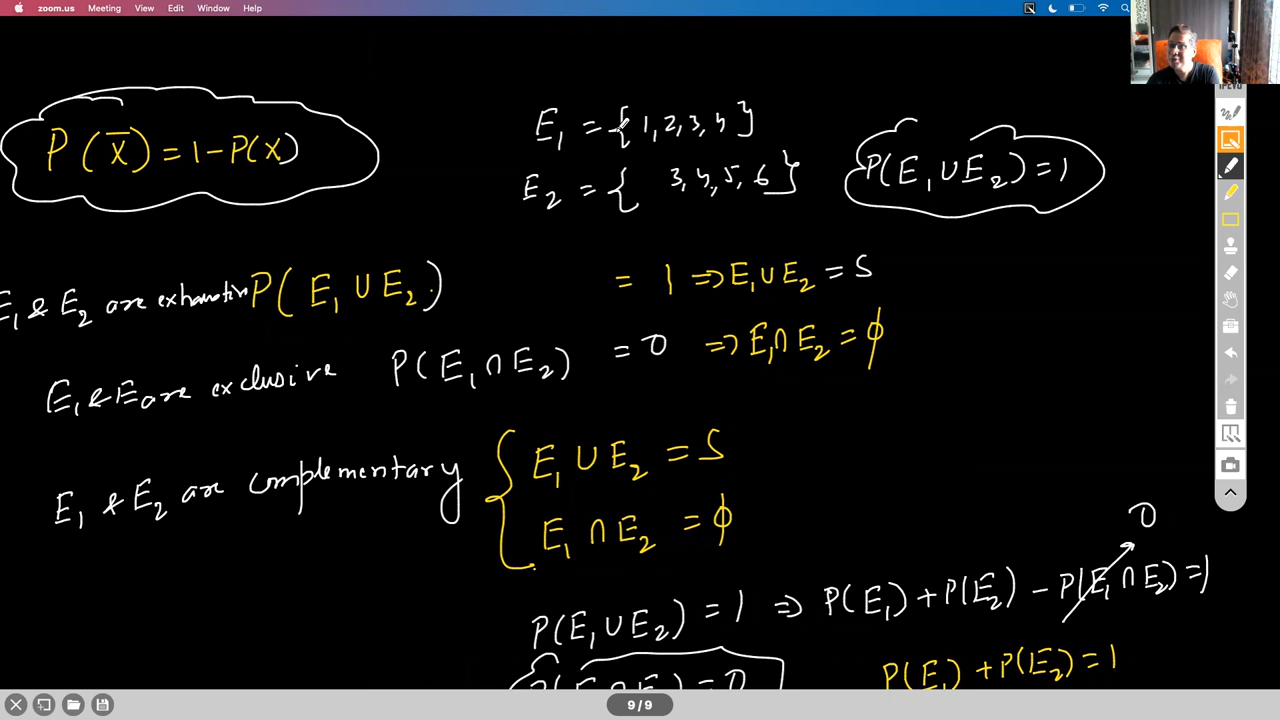 zoom.us Meeting View Edit Window Help
P(X̅) = 1-P(X)
E₁ = { 1, 2, 3, 4 }
E₂ = { 3, 4, 5, 6 }
P(E₁ ∪ E₂) = 1
E₁ & E₂ are exhaustive P(E₁ ∪ E₂) = 1 ⇒ E₁ ∪ E₂ = S
E₁ & E are exclusive P(E₁ ∩ E₂) = 0 ⇒ E₁ ∩ E₂ = φ
E₁ & E₂ are complementary { E₁ ∪ E₂ = S
E₁ ∩ E₂ = φ
0
P(E₁ ∪ E₂) = 1 ⇒ P(E₁) + P(E₂) - P(E₁ ∩ E₂) = 1
P(E₁ ∩ E₂) = 0
P(E₁) + P(E₂) = 1
9/9